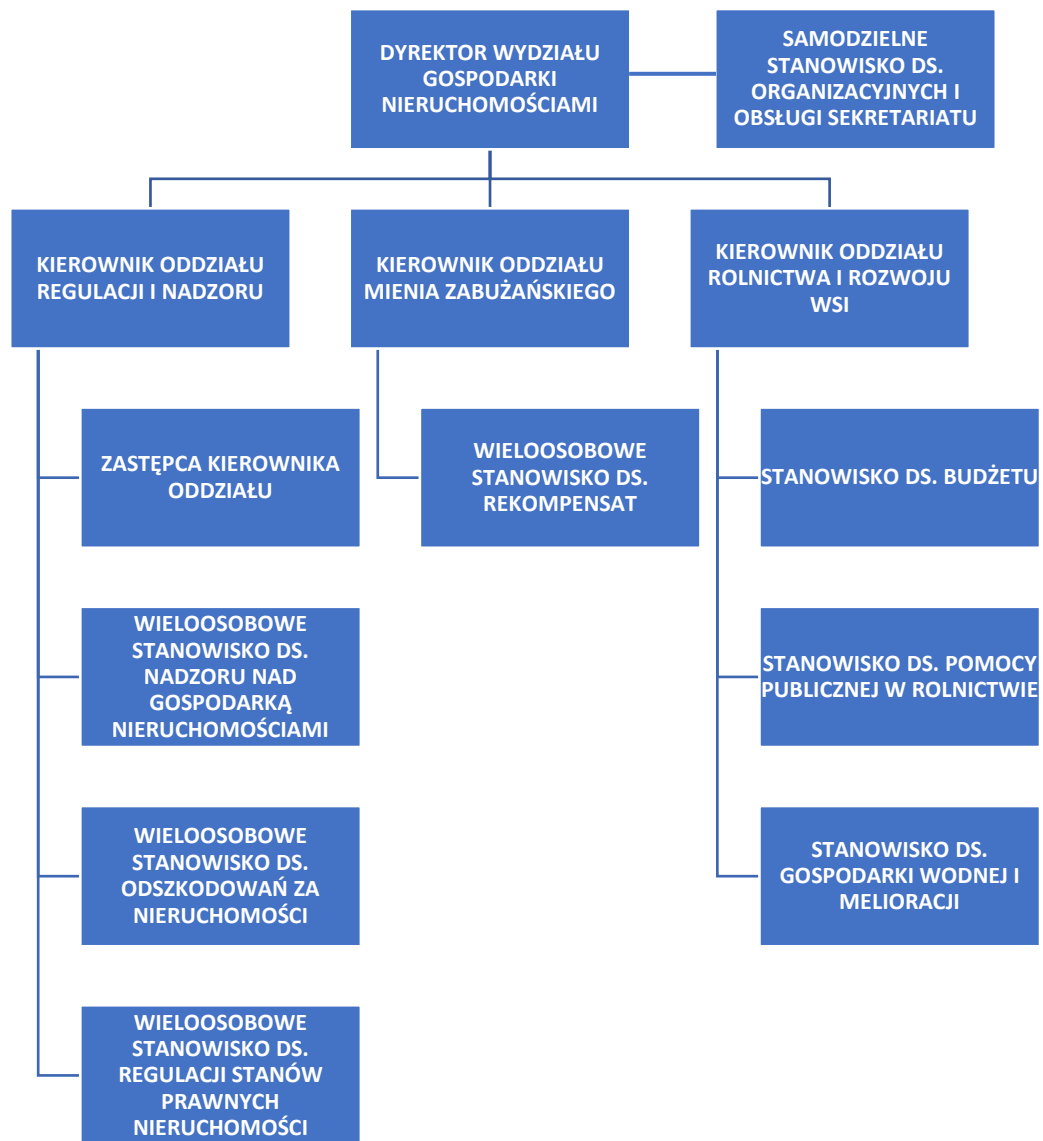 DYREKTOR WYDZIAŁU
GOSPODARKI
NIERUCHOMOŚCIAMI
SAMODZIELNE
STANOWISKO DS.
ORGANIZACYJNYCH I
OBSŁUGI SEKRETARIATU
KIEROWNIK ODDZIAŁU
REGULACJI I NADZORU
KIEROWNIK ODDZIAŁU
MIENIA ZABUŻAŃSKIEGO
KIEROWNIK ODDZIAŁU
ROLNICTWA I ROZWOJU
WSI
ZASTĘPCA KIEROWNIKA
ODDZIAŁU
WIELOOSOBOWE
STANOWISKO DS.
REKOMPENSAT
STANOWISKO DS. BUDŻETU
WIELOOSOBOWE
STANOWISKO DS.
NADZORU NAD
GOSPODARKĄ
NIERUCHOMOŚCIAMI
STANOWISKO DS. POMOCY
PUBLICZNEJ W ROLNICTWIE
WIELOOSOBOWE
STANOWISKO DS.
ODSZKODOWAŃ ZA
NIERUCHOMOŚCI
STANOWISKO DS.
GOSPODARKI WODNEJ I
MELIORACJI
WIELOOSOBOWE
STANOWISKO DS.
REGULACJI STANÓW
PRAWNYCH
NIERUCHOMOŚCI